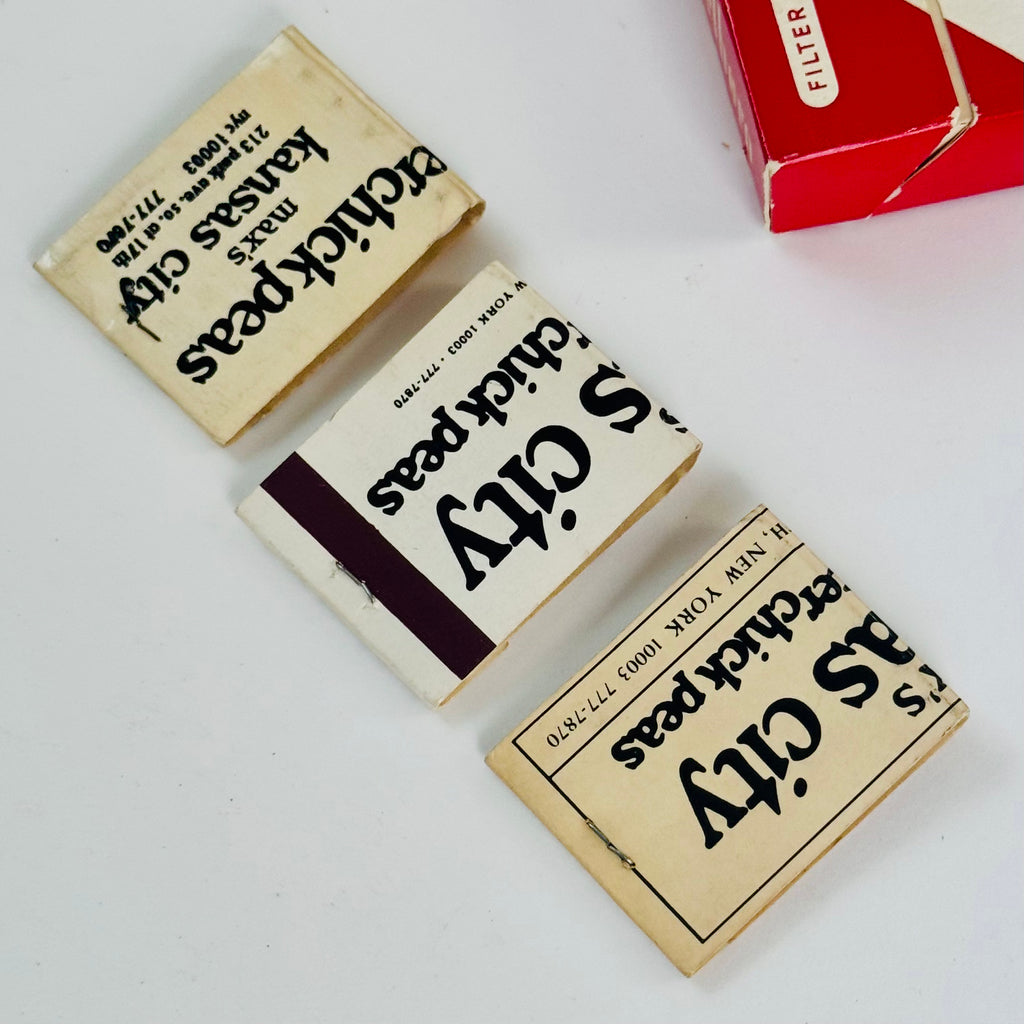 FILTER
erchick peas
max's
kansas city
213 park ave. so. at 17th
nyc 10003
777-7870
W YORK 10003 · 777-7870
rchick peas
s city
's
H, NEW YORK 10003 777-7870
erchick peas
as city
x's